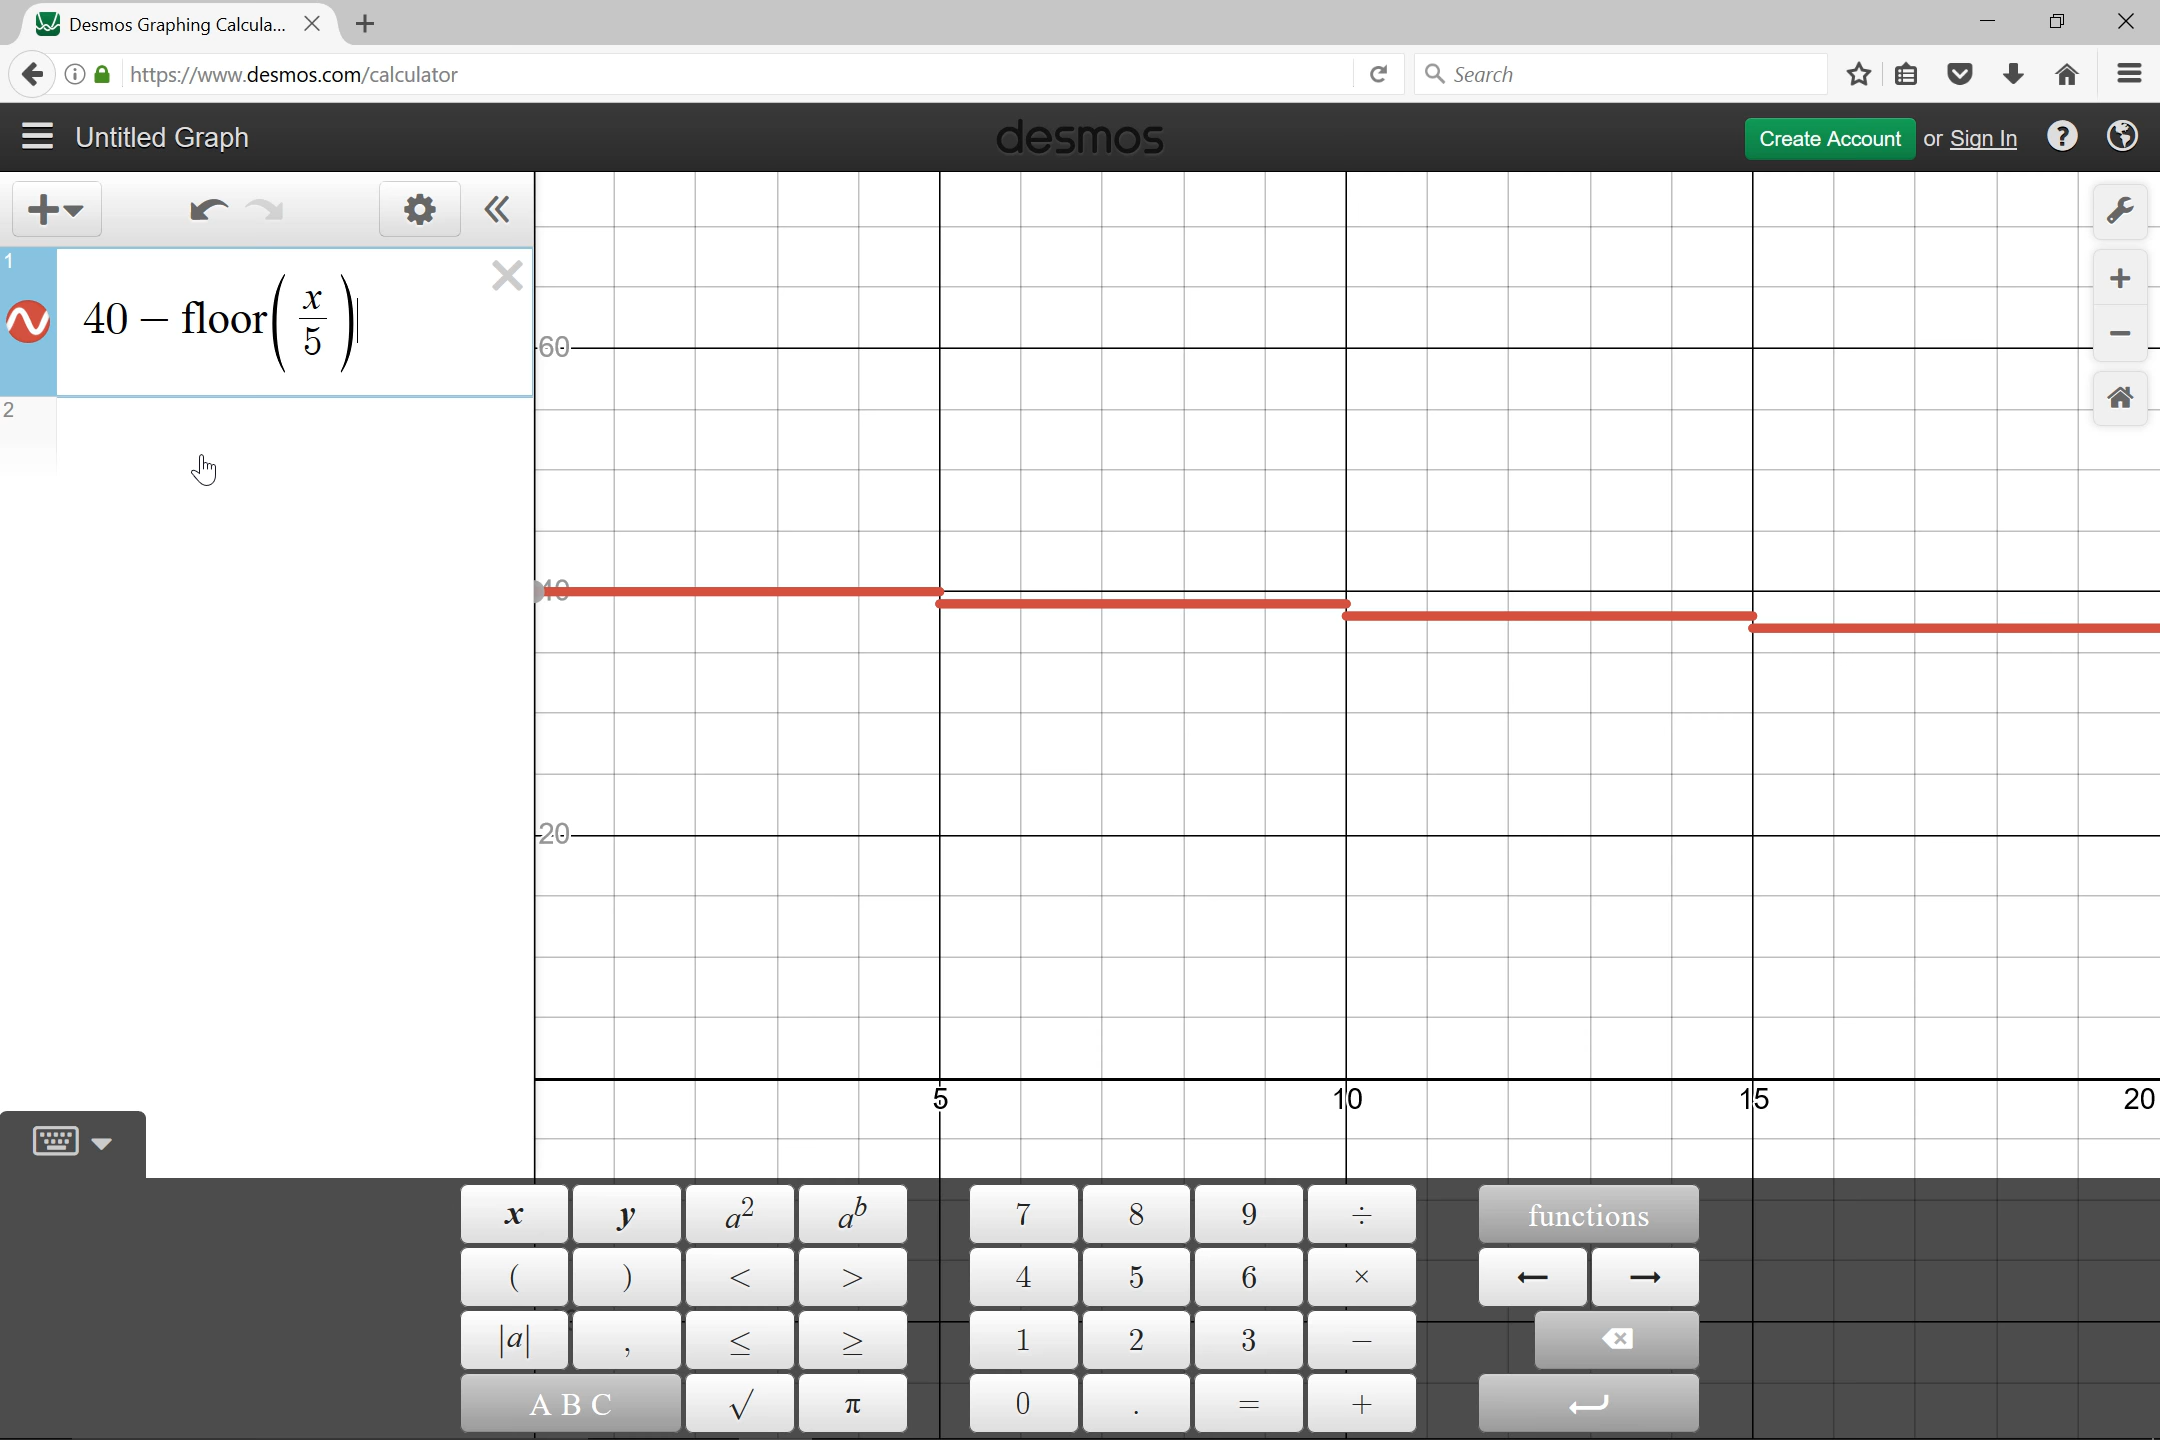 Desmos Graphing Calcula...
https://www.desmos.com/calculator
Search
Untitled Graph
desmos
Create Account or Sign In
1
40 − floor(x/5)
2
60
40
20
5 10 15 20
x y a² aᵇ 7 8 9 ÷ functions
( ) < > 4 5 6 × ← →
|a| , ≤ ≥ 1 2 3 −
A B C √ π 0 . = +